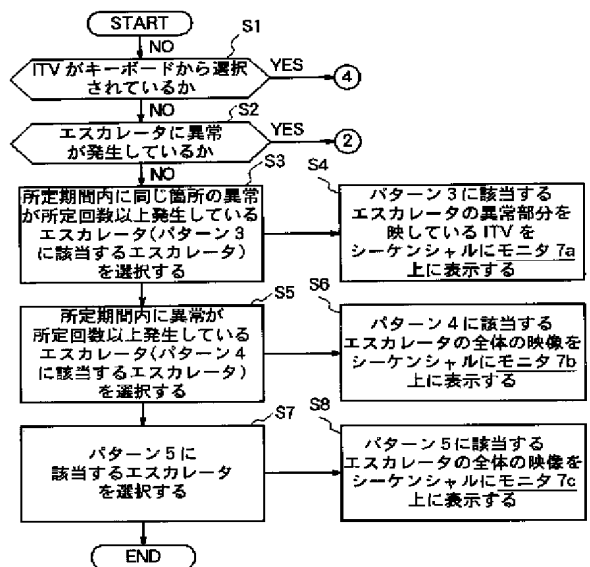 START
NO
S1
ITVがキーボードから選択
されているか
YES
④
NO
S2
エスカレータに異常
が発生しているか
YES
②
NO
S3
所定期間内に同じ箇所の異常
が所定回数以上発生している
エスカレータ(パターン3
に該当するエスカレータ)
を選択する
S4
パターン3に該当する
エスカレータの異常部分を
映しているITVを
シーケンシャルにモニタ7a
上に表示する
S5
所定期間内に異常が
所定回数以上発生している
エスカレータ(パターン4
に該当するエスカレータ)
を選択する
S6
パターン4に該当する
エスカレータの全体の映像を
シーケンシャルにモニタ7b
上に表示する
S7
パターン5に
該当するエスカレータ
を選択する
S8
パターン5に該当する
エスカレータの全体の映像を
シーケンシャルにモニタ7c
上に表示する
END